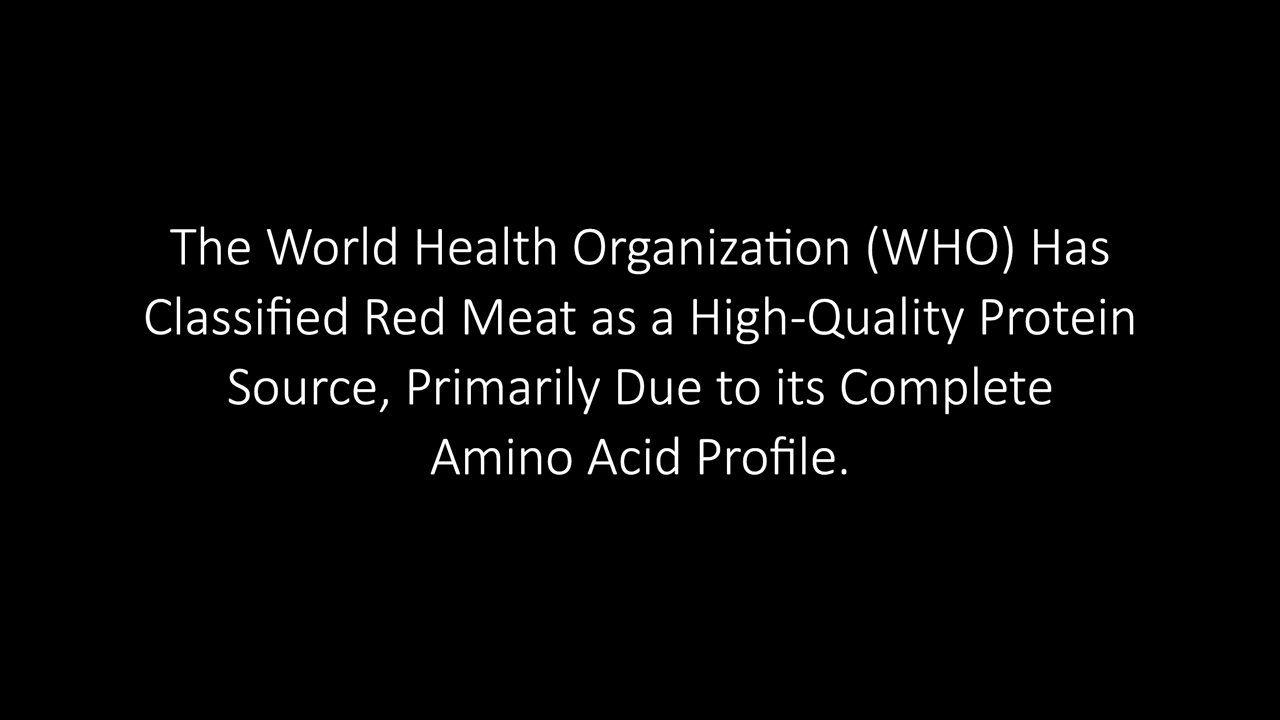 The World Health Organization (WHO) Has
Classified Red Meat as a High-Quality Protein
Source, Primarily Due to its Complete
Amino Acid Profile.